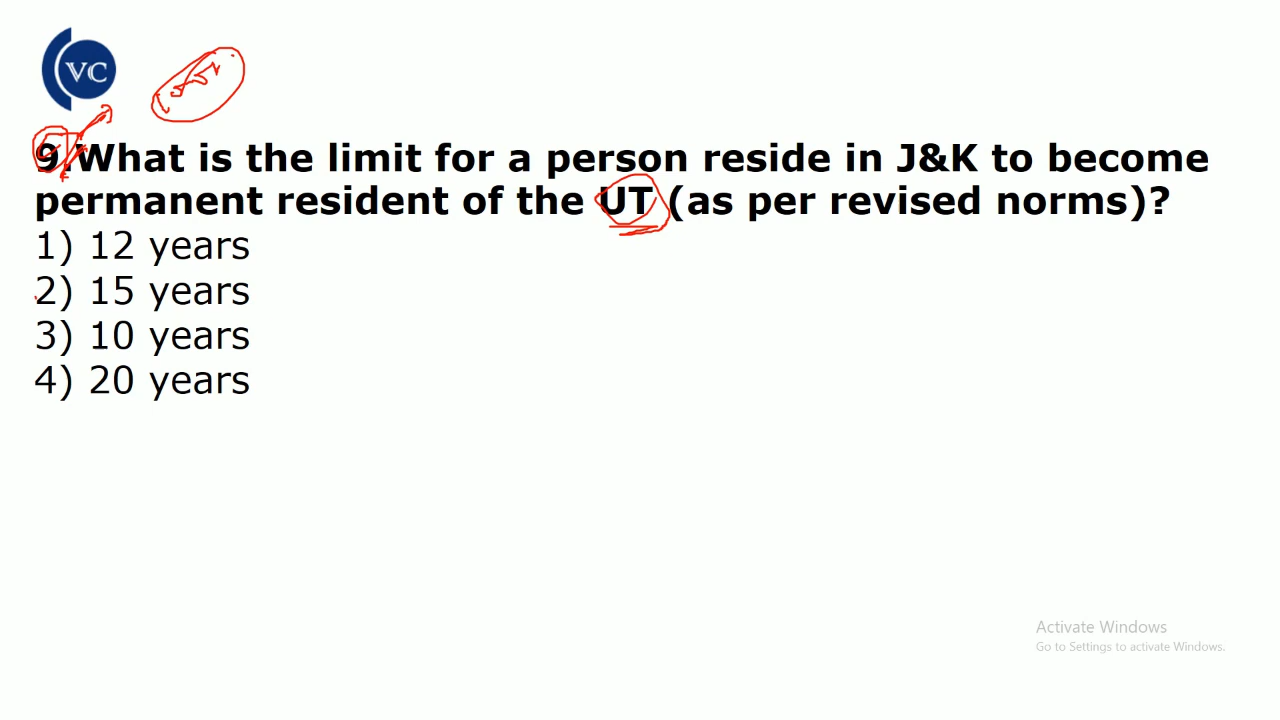 VC
9.What is the limit for a person reside in J&K to become
permanent resident of the UT (as per revised norms)?
1) 12 years
2) 15 years
3) 10 years
4) 20 years
Activate Windows
Go to Settings to activate Windows.